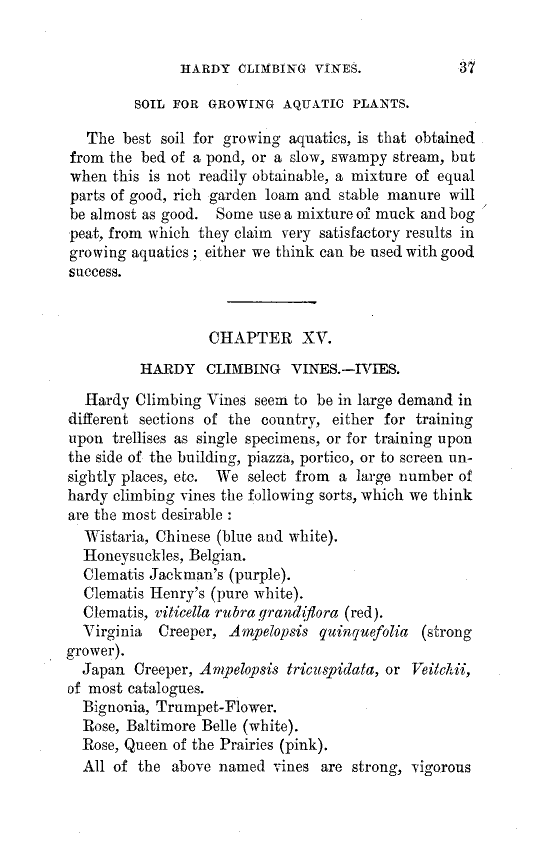 HARDY CLIMBING VINES. 37
SOIL FOR GROWING AQUATIC PLANTS.
The best soil for growing aquatics, is that obtained
from the bed of a pond, or a slow, swampy stream, but
when this is not readily obtainable, a mixture of equal
parts of good, rich garden loam and stable manure will
be almost as good. Some use a mixture of muck and bog
peat, from which they claim very satisfactory results in
growing aquatics; either we think can be used with good
success.
CHAPTER XV.
HARDY CLIMBING VINES.—IVIES.
Hardy Climbing Vines seem to be in large demand in
different sections of the country, either for training
upon trellises as single specimens, or for training upon
the side of the building, piazza, portico, or to screen un-
sightly places, etc. We select from a large number of
hardy climbing vines the following sorts, which we think
are the most desirable:
Wistaria, Chinese (blue and white).
Honeysuckles, Belgian.
Clematis Jackman's (purple).
Clematis Henry's (pure white).
Clematis, viticella rubra grandiflora (red).
Virginia Creeper, Ampelopsis quinquefolia (strong
grower).
Japan Creeper, Ampelopsis tricuspidata, or Veitchii,
of most catalogues.
Bignonia, Trumpet-Flower.
Rose, Baltimore Belle (white).
Rose, Queen of the Prairies (pink).
All of the above named vines are strong, vigorous